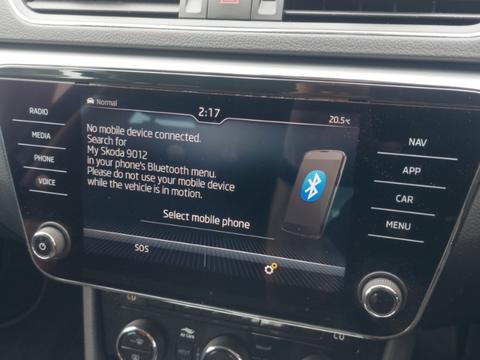 Normal
2:17
20.5°C
RADIO
MEDIA
PHONE
VOICE
No mobile device connected.
Search for
My Skoda 9012
in your phone's Bluetooth menu.
Please do not use your mobile device
while the vehicle is in motion.
Select mobile phone
SOS
NAV
APP
CAR
MENU